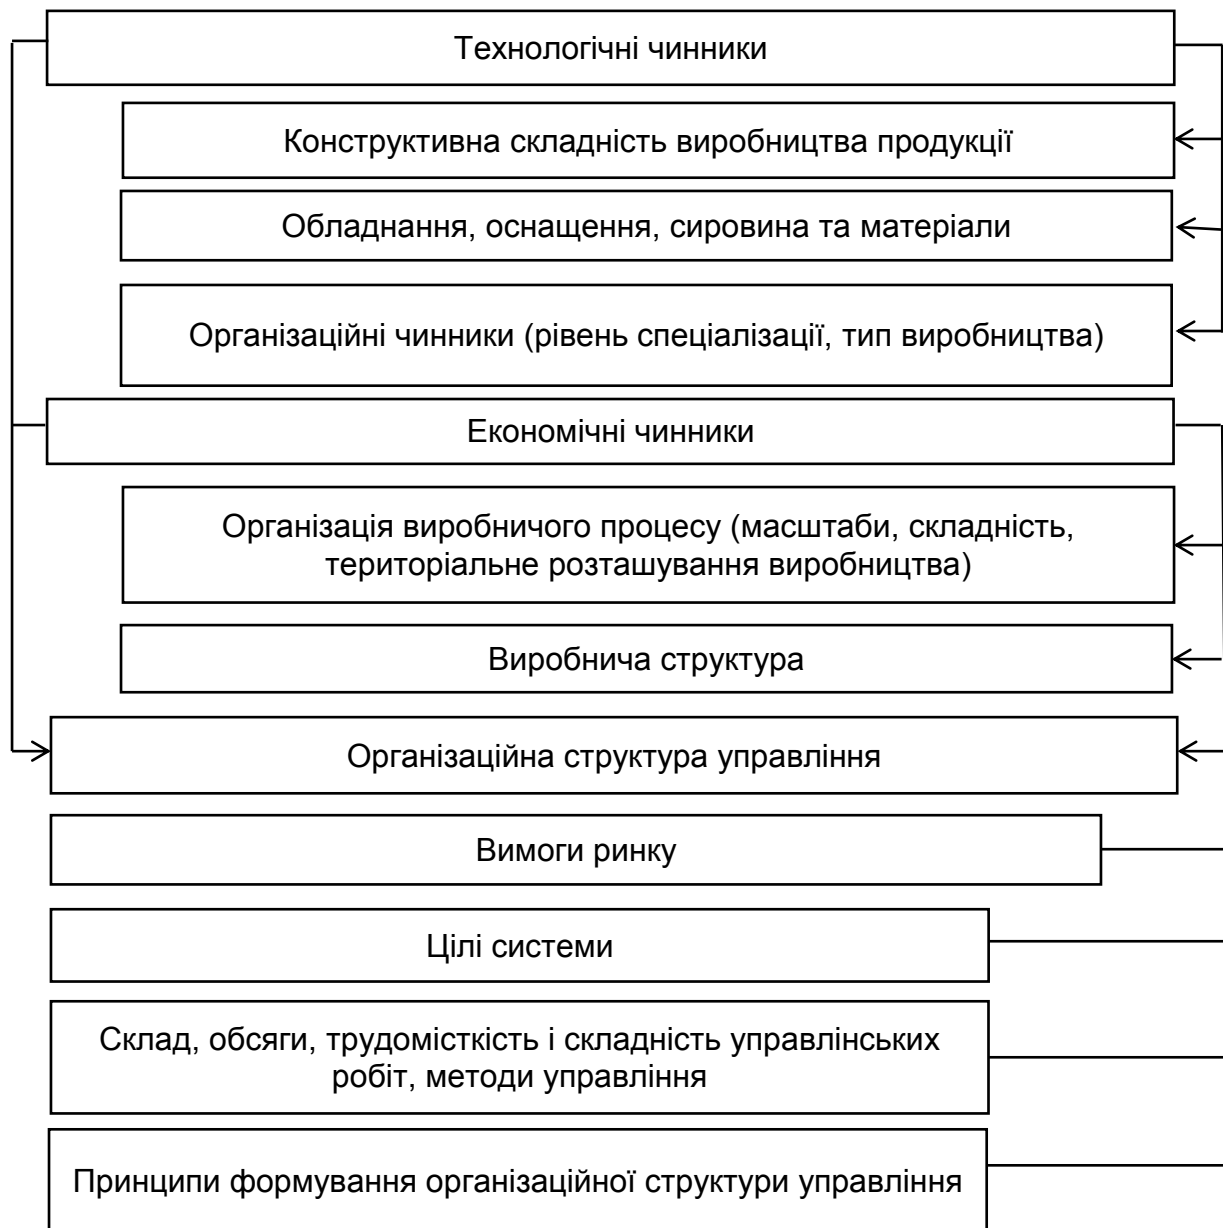 Технологічні чинники
Конструктивна складність виробництва продукції
Обладнання, оснащення, сировина та матеріали
Організаційні чинники (рівень спеціалізації, тип виробництва)
Економічні чинники
Організація виробничого процесу (масштаби, складність,
територіальне розташування виробництва)
Виробнича структура
Організаційна структура управління
Вимоги ринку
Цілі системи
Склад, обсяги, трудомісткість і складність управлінських
робіт, методи управління
Принципи формування організаційної структури управління